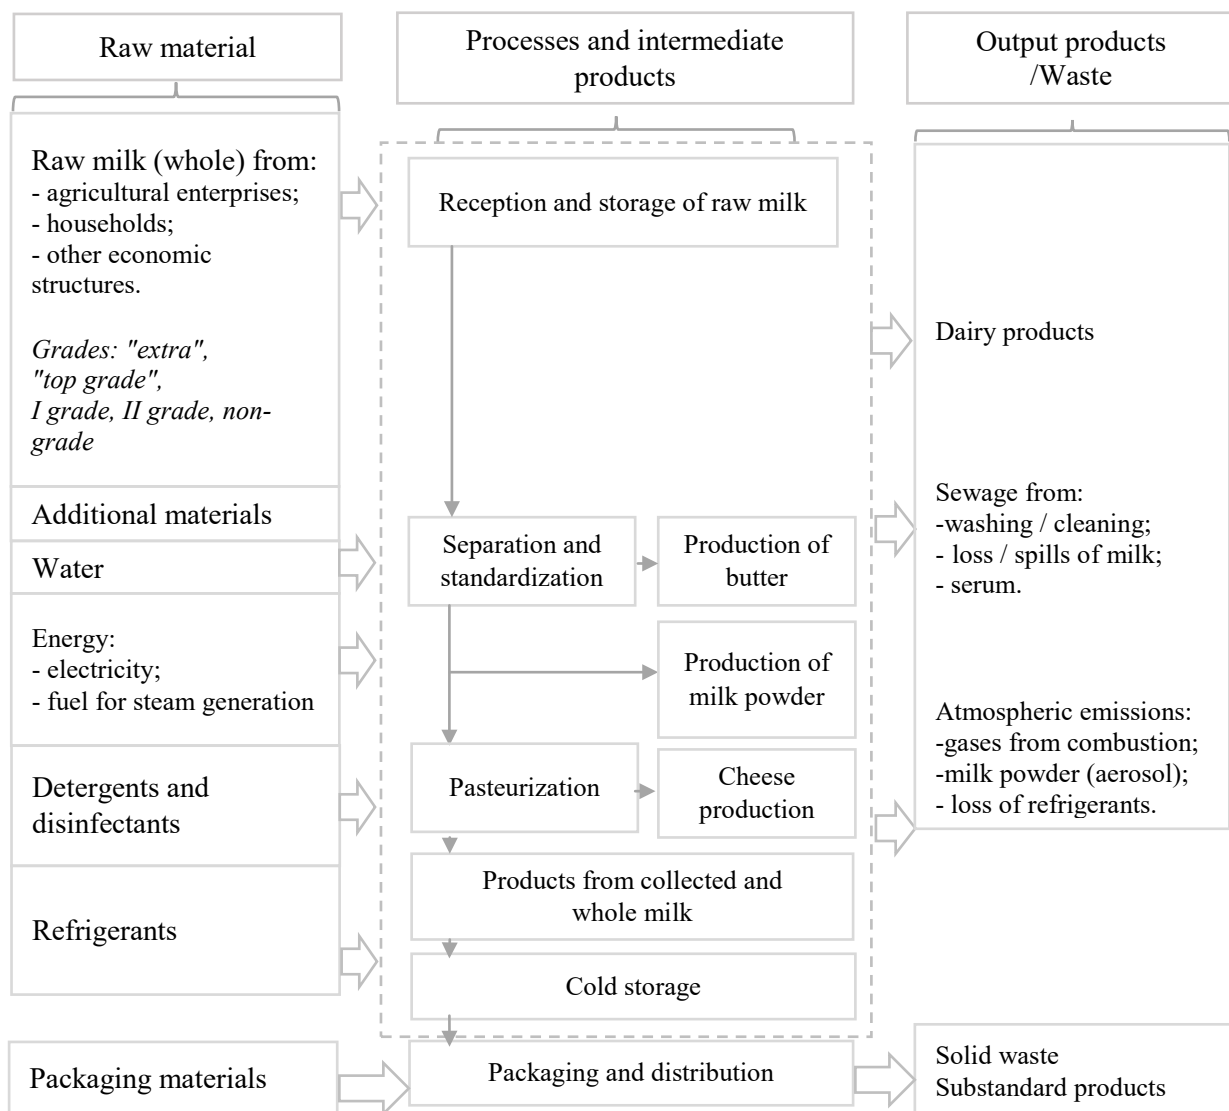 Raw material
Processes and intermediate
products
Output products
/Waste
Raw milk (whole) from:
- agricultural enterprises;
- households;
- other economic
structures.
Grades: "extra",
"top grade",
I grade, II grade, non-
grade
Additional materials
Water
Energy:
- electricity;
- fuel for steam generation
Detergents and
disinfectants
Refrigerants
Packaging materials
Reception and storage of raw milk
Separation and
standardization
Production of
butter
Production of
milk powder
Pasteurization
Cheese
production
Products from collected and
whole milk
Cold storage
Packaging and distribution
Dairy products
Sewage from:
-washing / cleaning;
- loss / spills of milk;
- serum.
Atmospheric emissions:
-gases from combustion;
-milk powder (aerosol);
- loss of refrigerants.
Solid waste
Substandard products